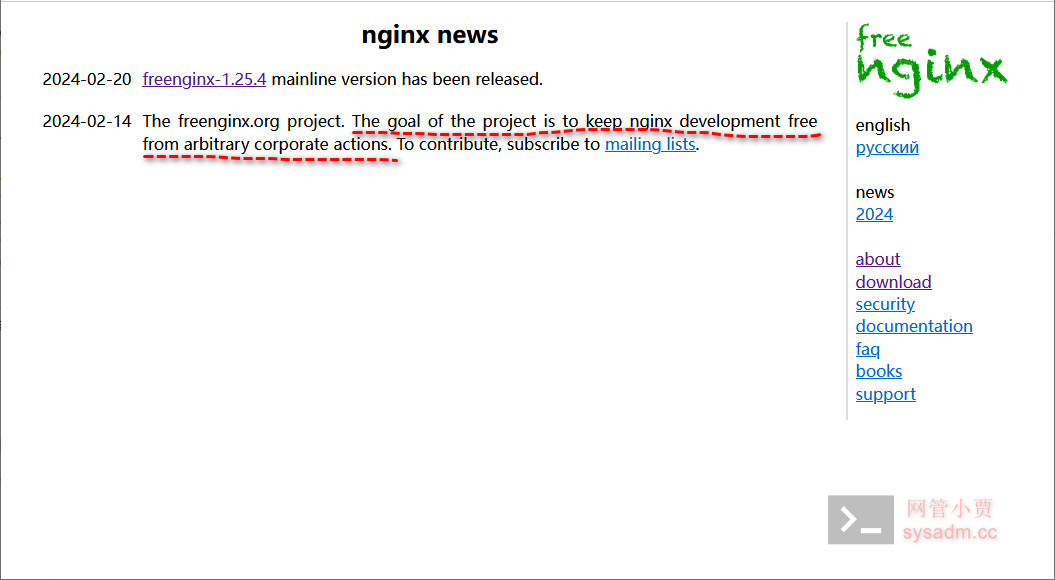 nginx news
2024-02-20 freenginx-1.25.4 mainline version has been released.
2024-02-14 The freenginx.org project. The goal of the project is to keep nginx development free
from arbitrary corporate actions. To contribute, subscribe to mailing lists.
free
nginx
english
русский
news
2024
about
download
security
documentation
faq
books
support
网管小贾
sysadm.cc